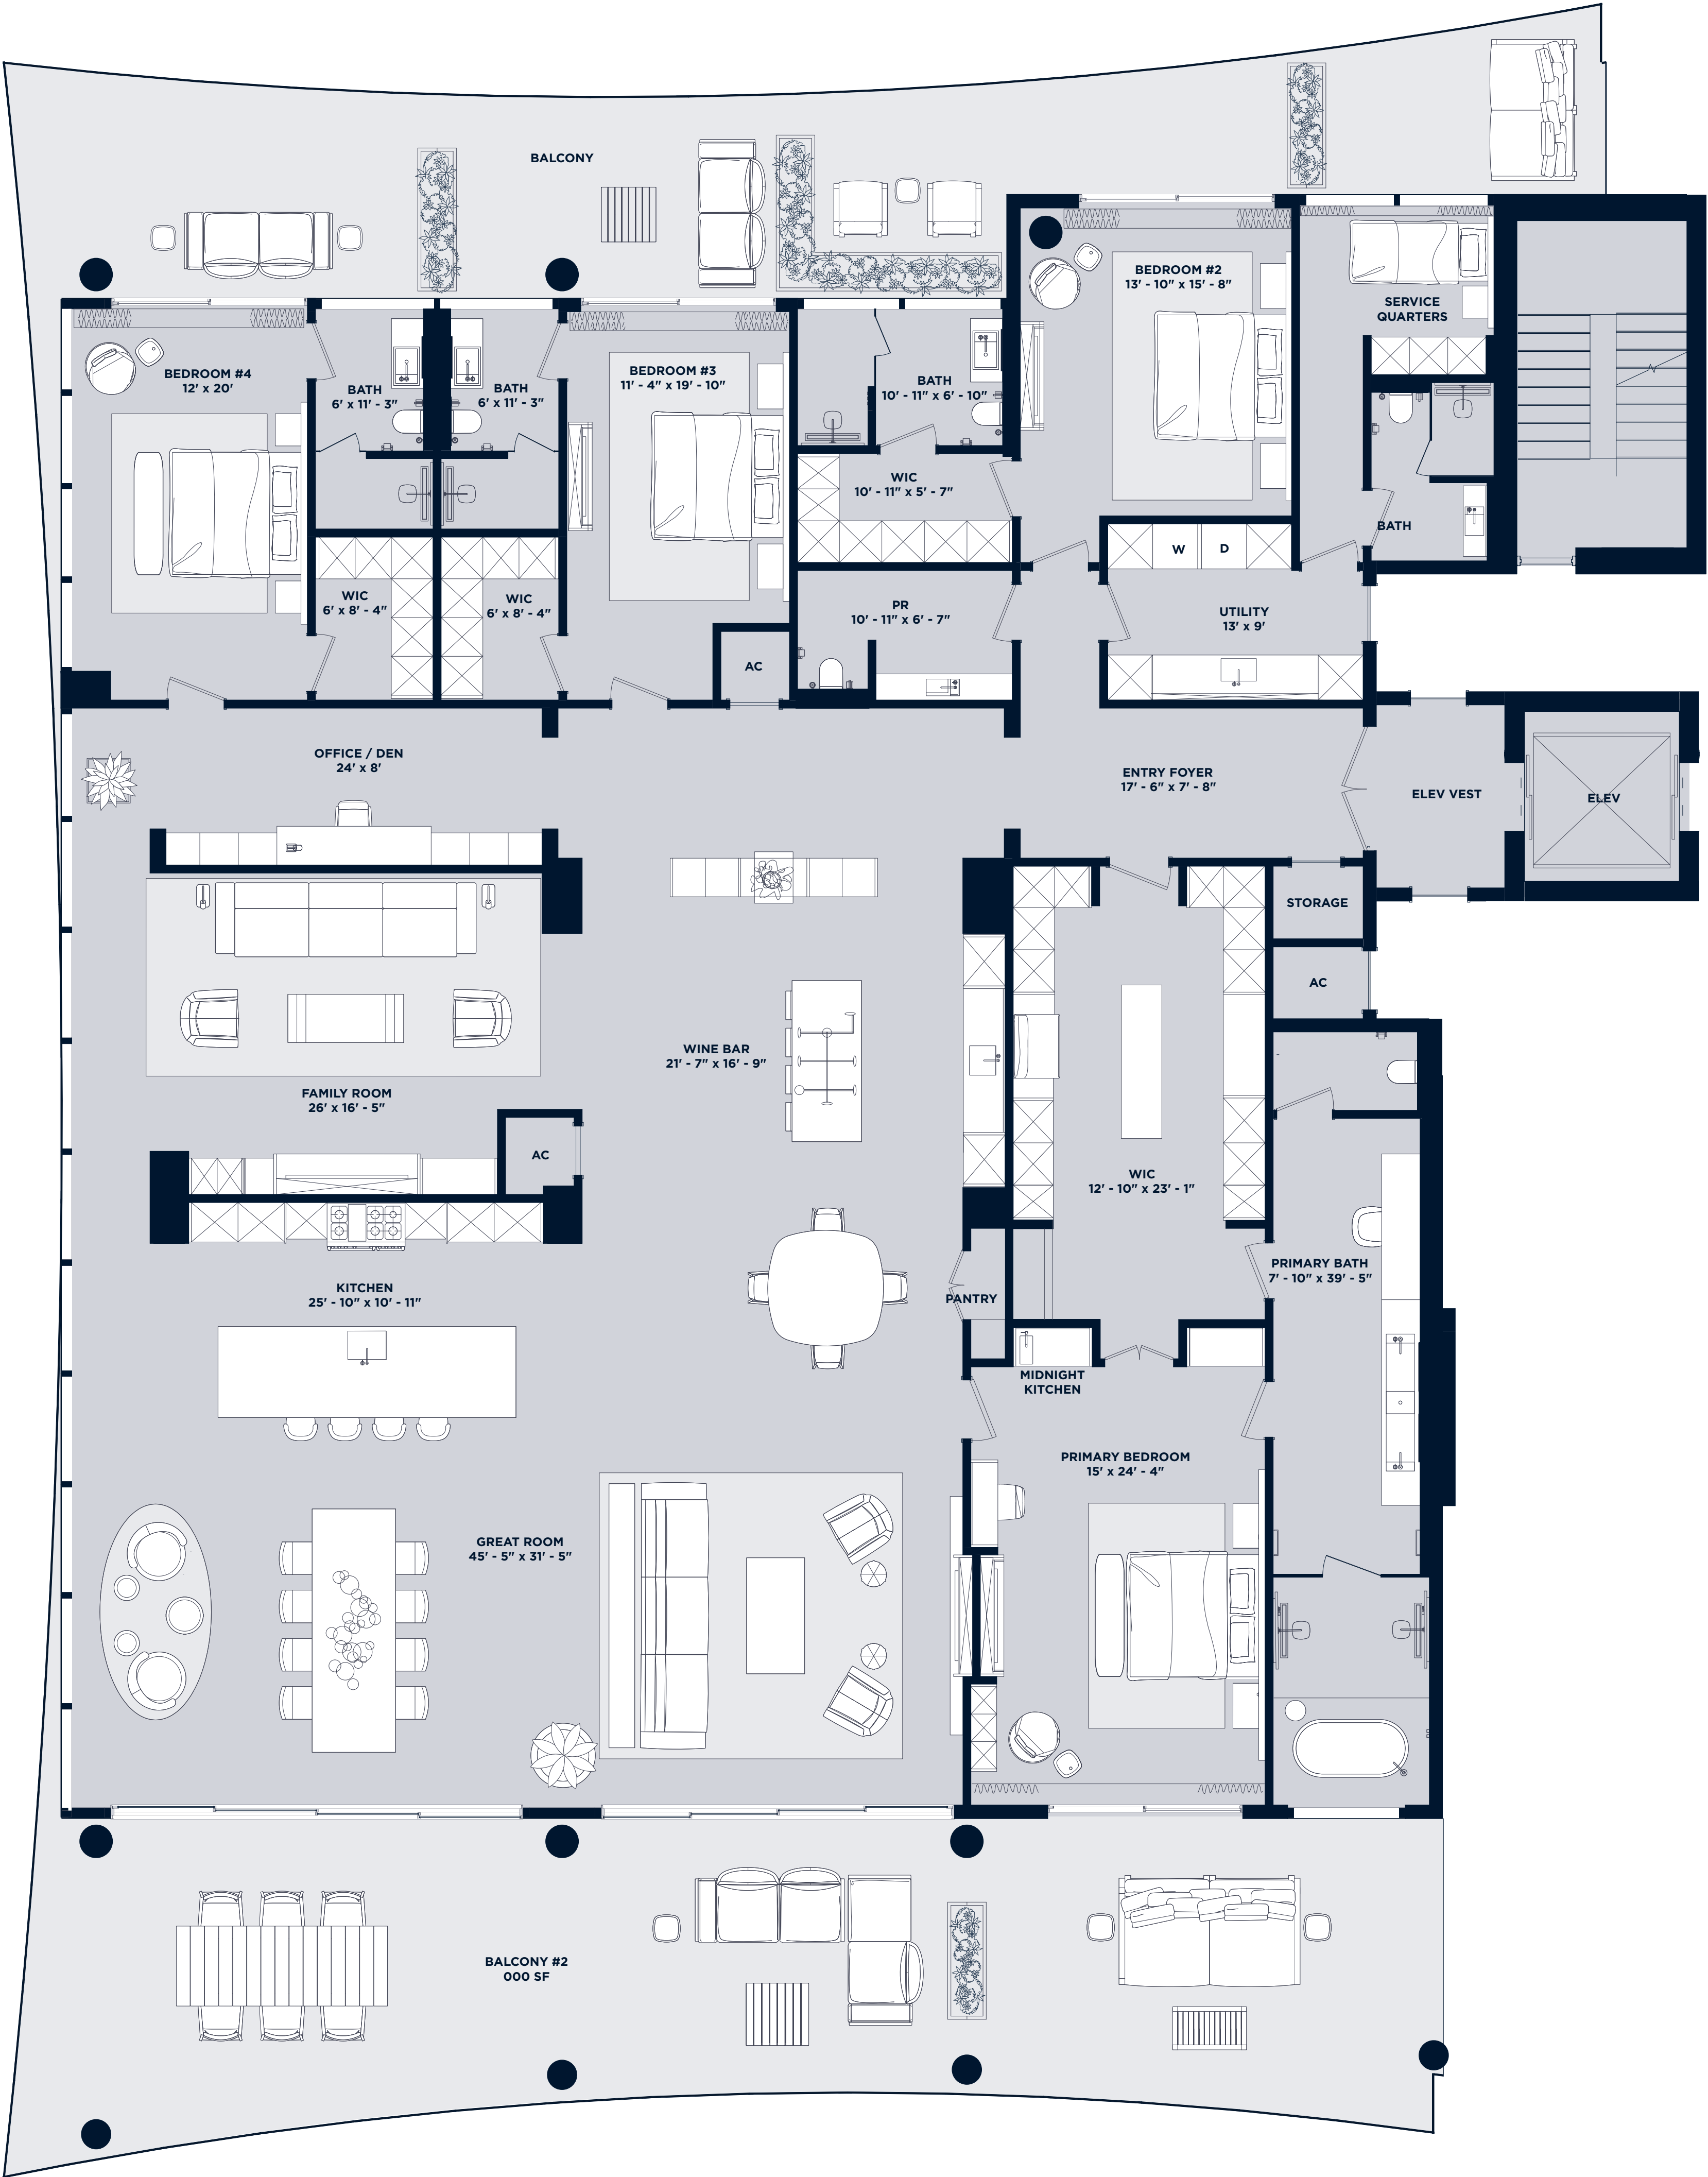 BALCONY
BEDROOM #2
13' - 10" x 15' - 8"
SERVICE
QUARTERS
BEDROOM #4
12' x 20'
BATH
6' x 11' - 3"
BATH
6' x 11' - 3"
BEDROOM #3
11' - 4" x 19' - 10"
BATH
10' - 11" x 6' - 10"
WIC
10' - 11" x 5' - 7"
BATH
W
D
WIC
6' x 8' - 4"
WIC
6' x 8' - 4"
PR
10' - 11" x 6' - 7"
UTILITY
13' x 9'
AC
OFFICE / DEN
24' x 8'
ENTRY FOYER
17' - 6" x 7' - 8"
ELEV VEST
ELEV
STORAGE
AC
WINE BAR
21' - 7" x 16' - 9"
FAMILY ROOM
26' x 16' - 5"
AC
WIC
12' - 10" x 23' - 1"
PRIMARY BATH
7' - 10" x 39' - 5"
KITCHEN
25' - 10" x 10' - 11"
PANTRY
MIDNIGHT
KITCHEN
PRIMARY BEDROOM
15' x 24' - 4"
GREAT ROOM
45' - 5" x 31' - 5"
BALCONY #2
000 SF